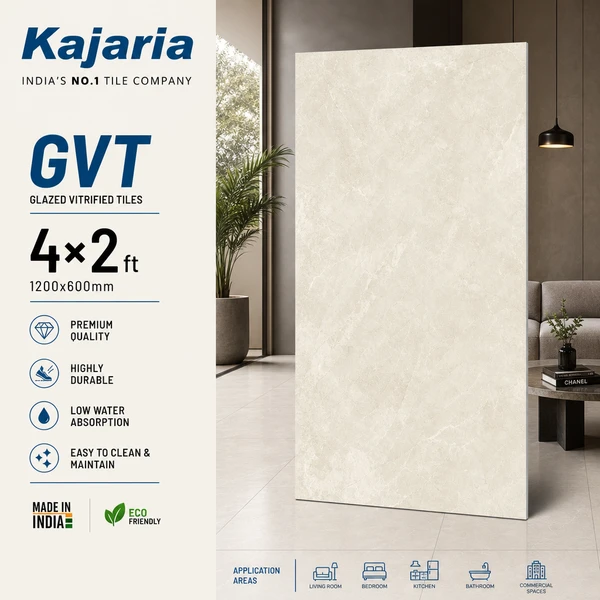 Kajaria
INDIA'S NO.1 TILE COMPANY
GVT
GLAZED VITRIFIED TILES
4×2 ft
1200x600mm
PREMIUM
QUALITY
HIGHLY
DURABLE
LOW WATER
ABSORPTION
EASY TO CLEAN &
MAINTAIN
MADE IN
INDIA
ECO
FRIENDLY
CHANEL
APPLICATION
AREAS
LIVING ROOM
BEDROOM
KITCHEN
BATHROOM
COMMERCIAL
SPACES